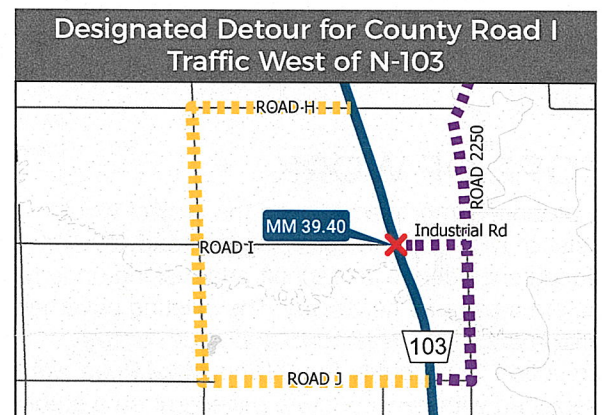 Designated Detour for County Road I
Traffic West of N-103
ROAD H
ROAD 2250
MM 39.40
Industrial Rd
ROAD I
103
ROAD J